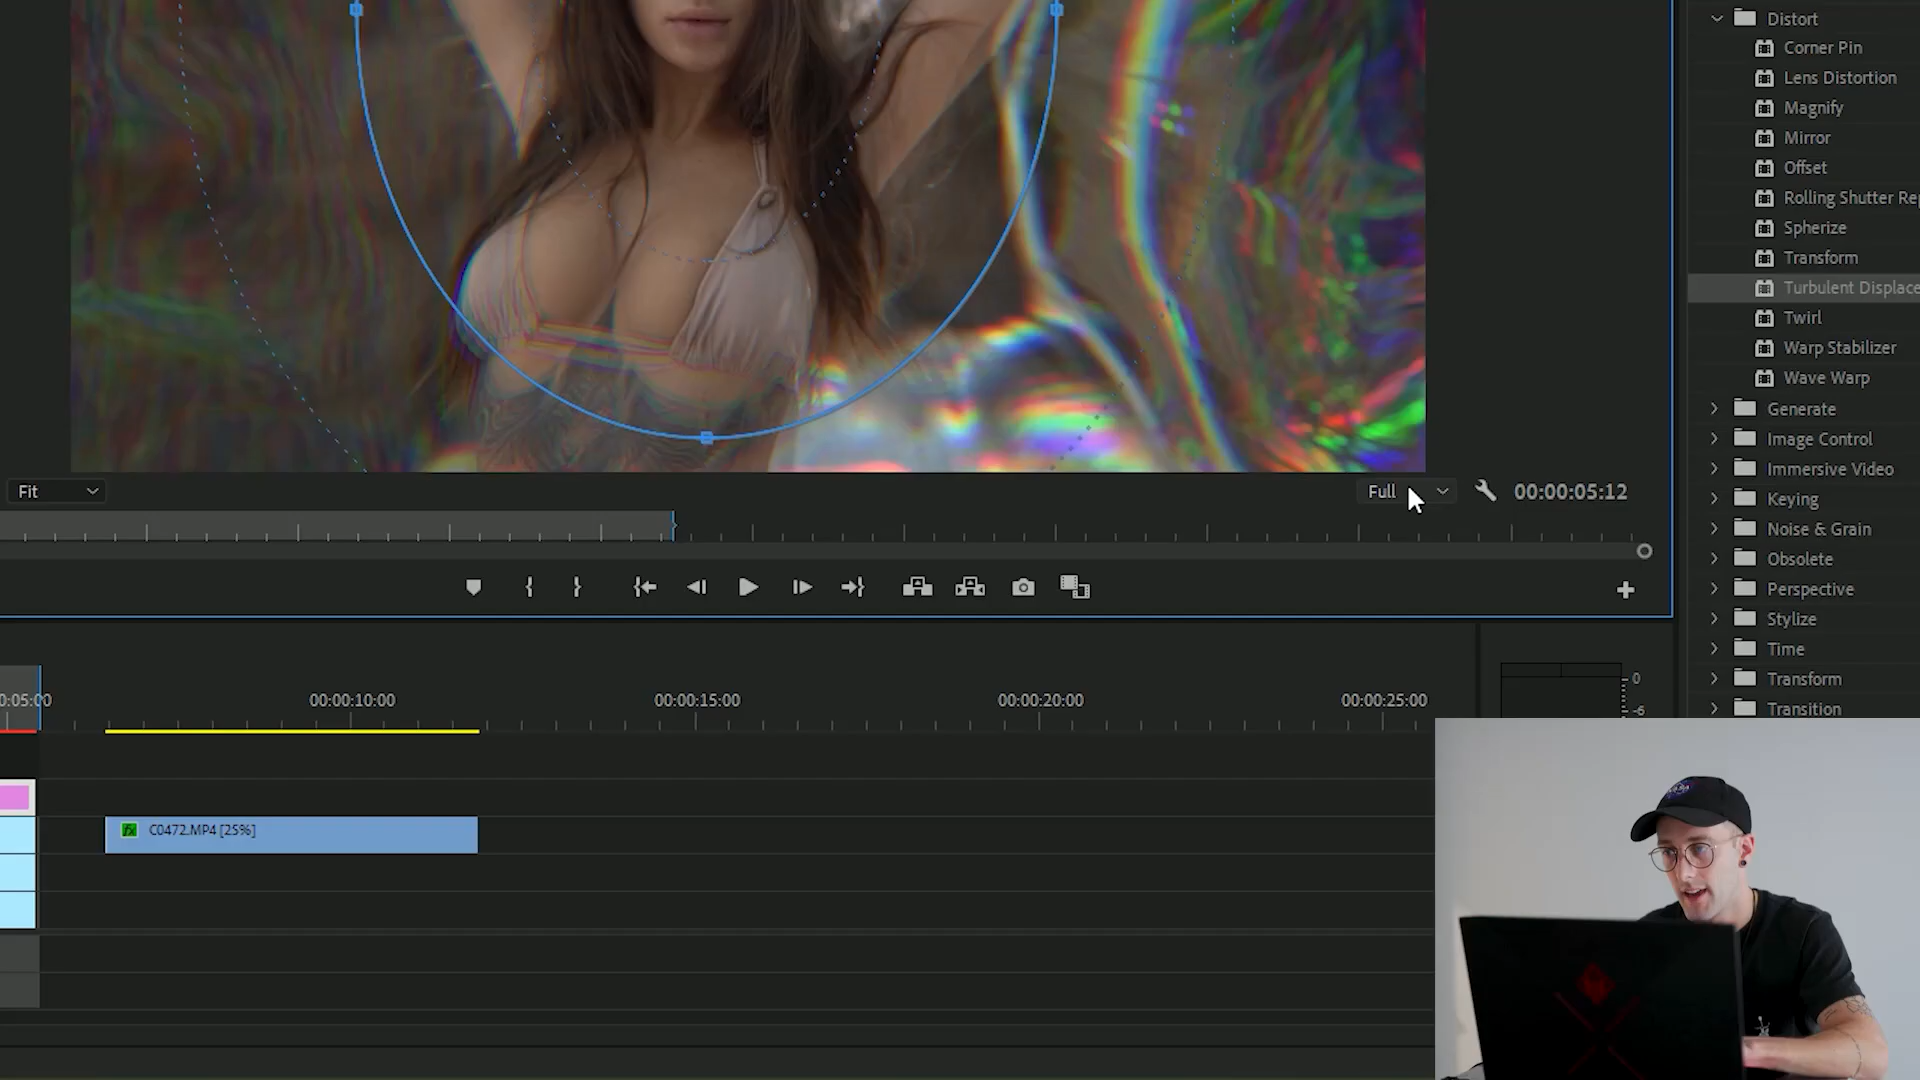 Distort
Corner Pin
Lens Distortion
Magnify
Mirror
Offset
Rolling Shutter Rep
Spherize
Transform
Turbulent Displace
Twirl
Warp Stabilizer
Wave Warp
Generate
Image Control
Immersive Video
Keying
Noise & Grain
Obsolete
Perspective
Stylize
Time
Transform
Transition
Fit
Full
00:00:05:12
0:05:00
00:00:10:00
00:00:15:00
00:00:20:00
00:00:25:00
0
-6
fx C0472.MP4 [25%]